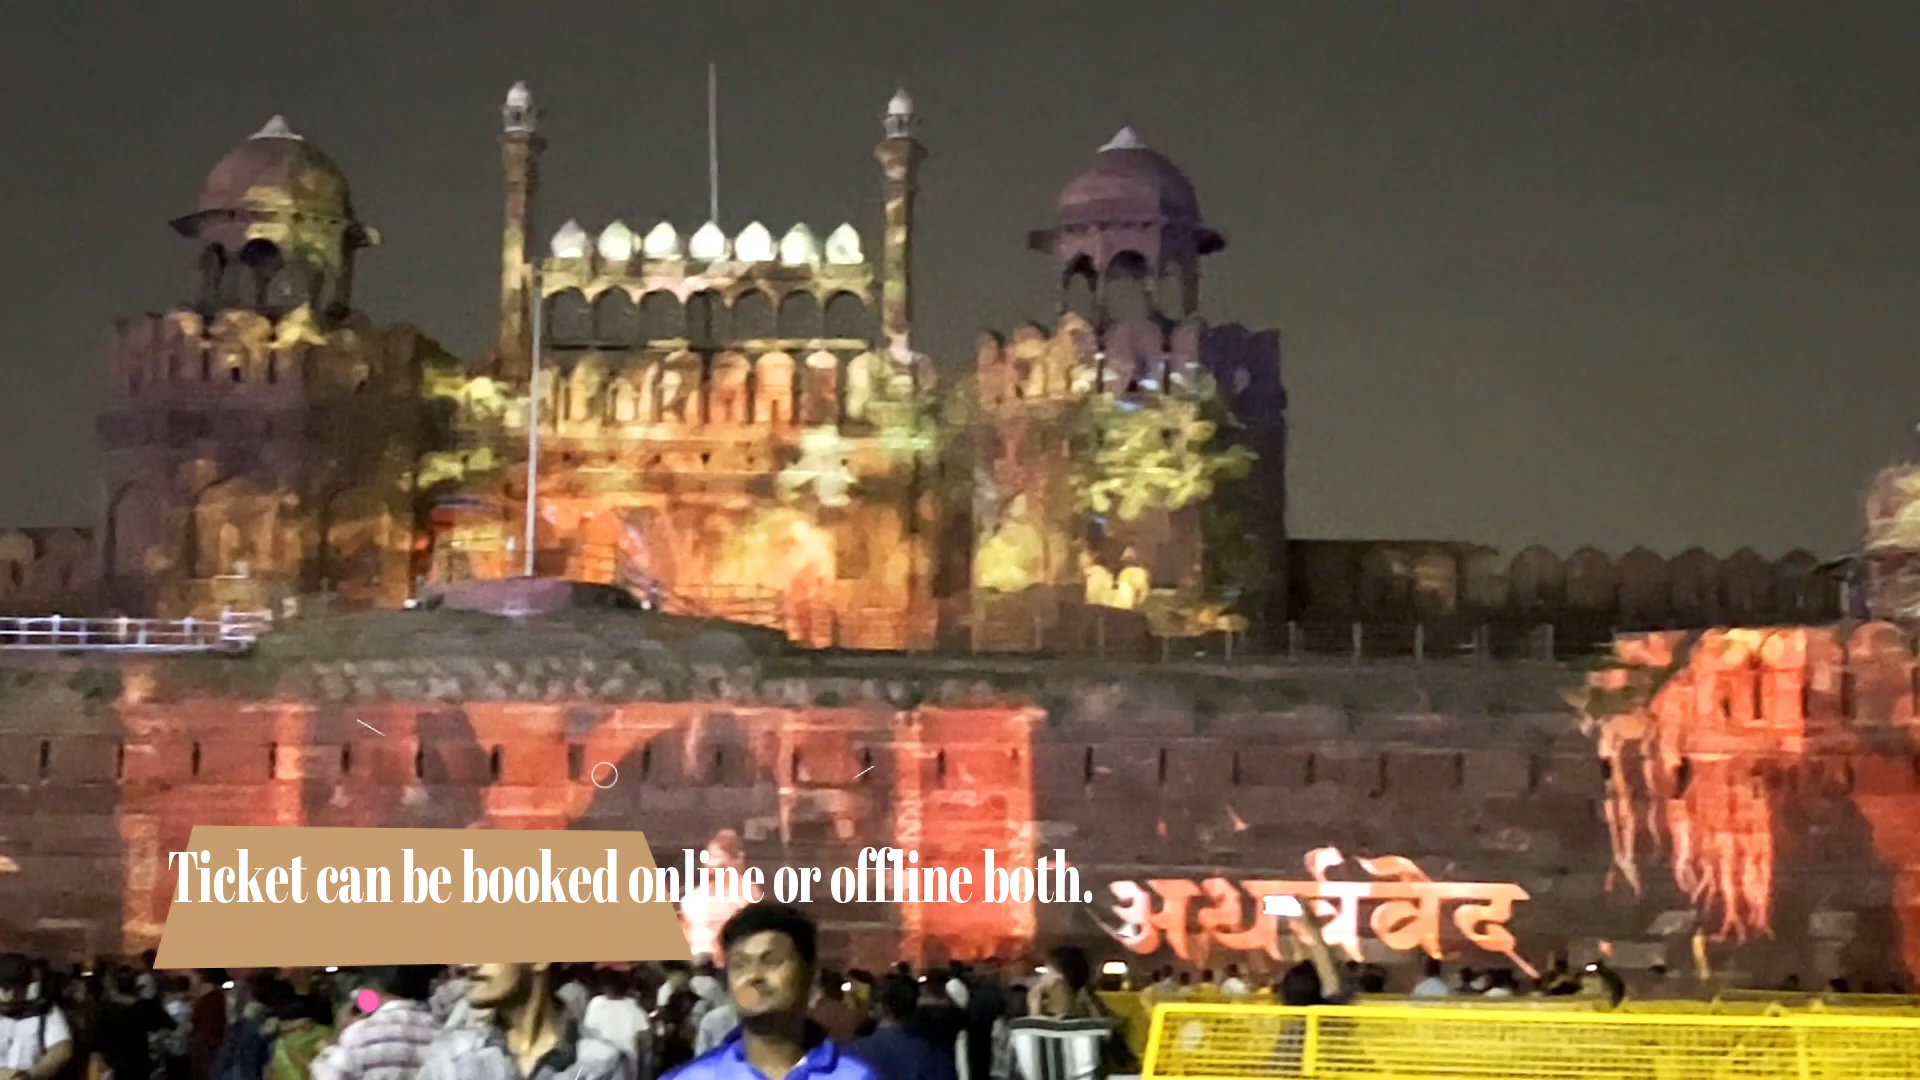 Ticket can be booked online or offline both.
अथर्ववेद